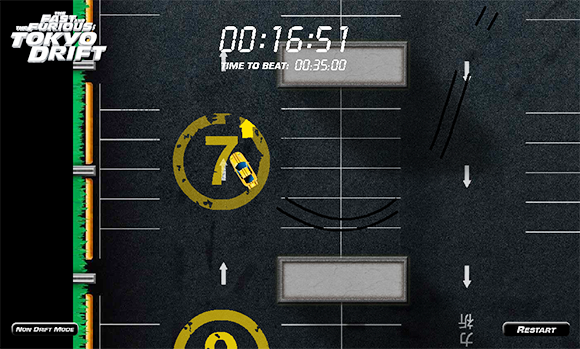 THE
FAST
AND THE FURIOUS:
TOKYO
DRIFT
00:16:51
TIME TO BEAT: 00:35:00
7
NON DRIFT MODE
RESTART